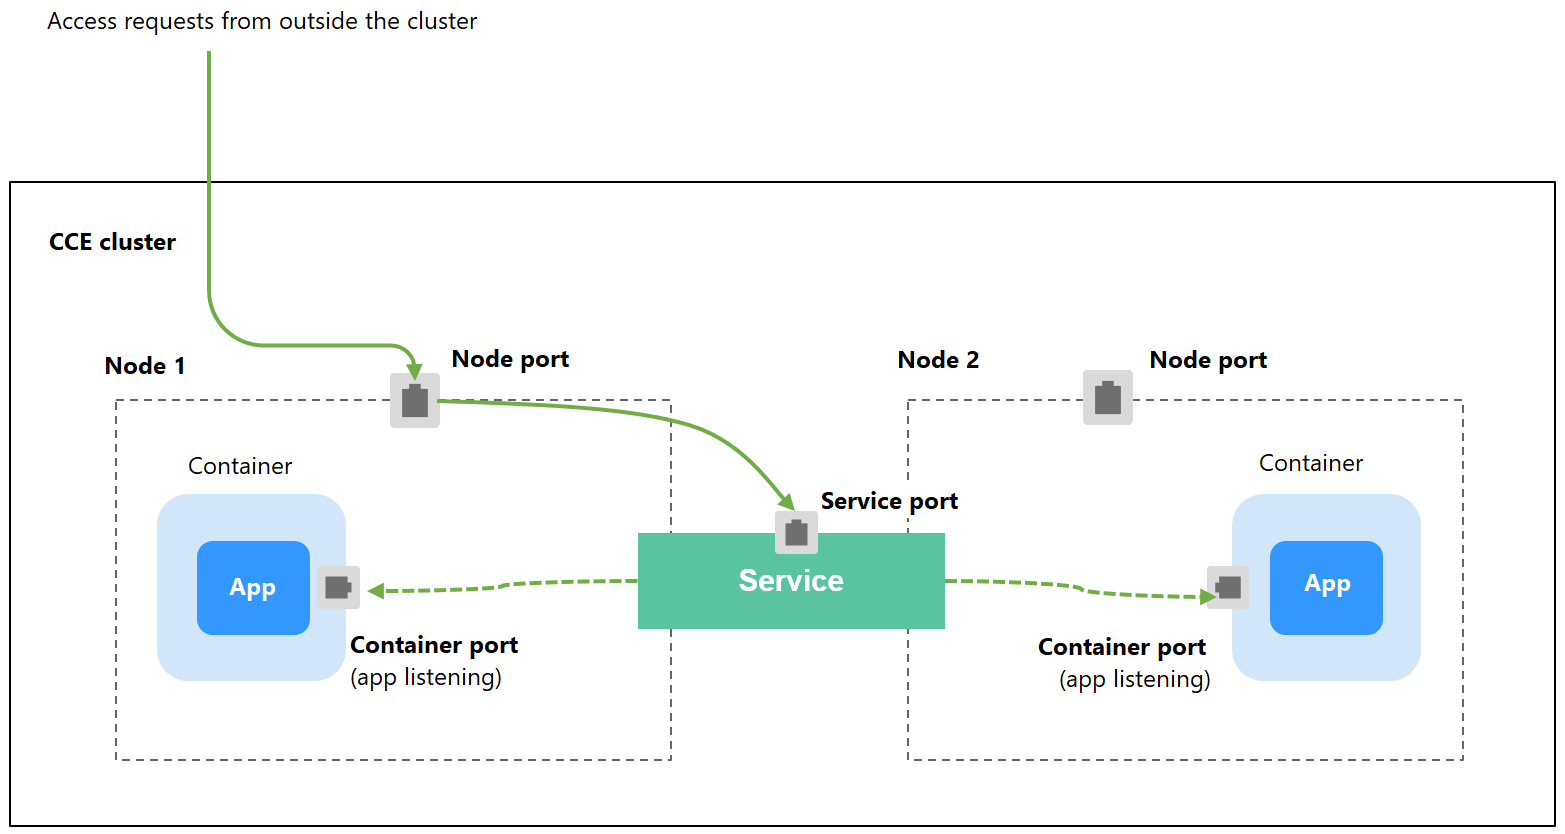 Access requests from outside the cluster
CCE cluster
Node 1
Node port
Node 2
Node port
Container
Container
Service port
App
Service
App
Container port
(app listening)
Container port
(app listening)